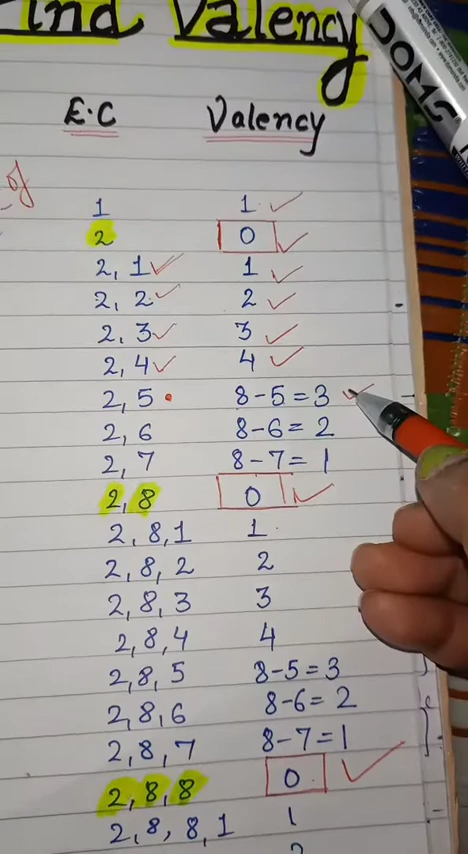 Find Valency
DOMS
E.C Valency
of
1 1
2 0
2, 1 1
2, 2 2
2, 3 3
2, 4 4
2, 5 8-5=3
2, 6 8-6=2
2, 7 8-7=1
2, 8 0
2, 8, 1 1
2, 8, 2 2
2, 8, 3 3
2, 8, 4 4
2, 8, 5 8-5=3
2, 8, 6 8-6=2
2, 8, 7 8-7=1
2, 8, 8 0
2, 8, 8, 1 1
2